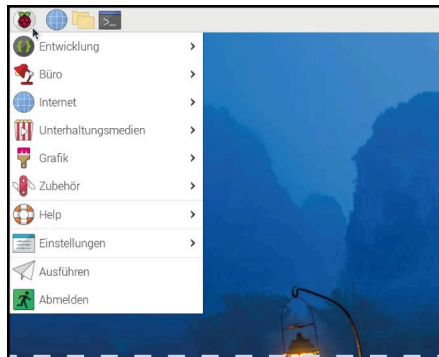 Entwicklung
Büro
Internet
Unterhaltungsmedien
Grafik
Zubehör
Help
Einstellungen
Ausführen
Abmelden